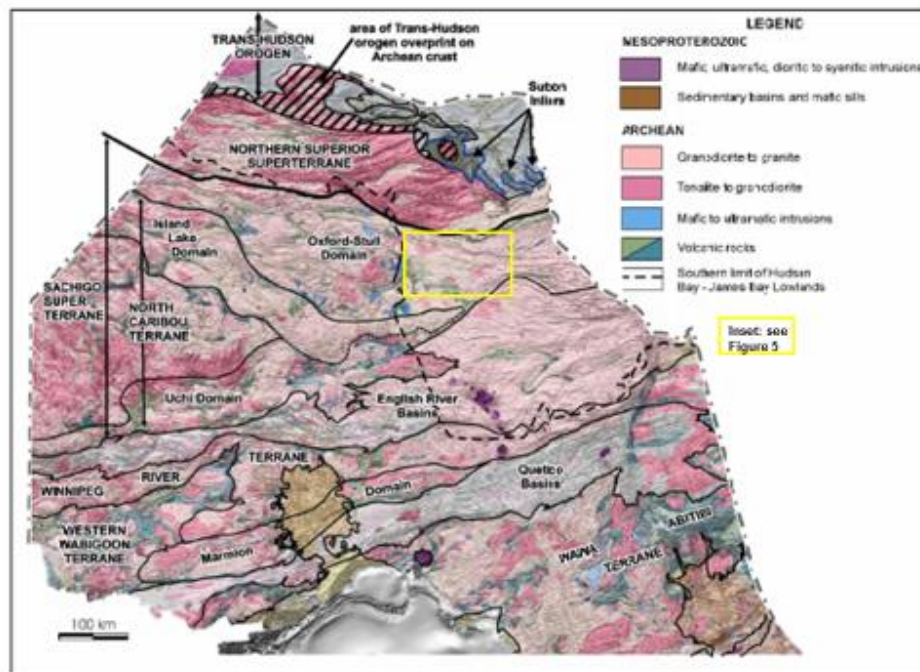 TRANS-HUDSON
OROGEN
area of Trans-Hudson
orogen overprint on
Archean crust
Sutton
Inliers
NORTHERN SUPERIOR
SUPERTERRANE
Island
Lake
Domain
Oxford-Stull
Domain
SACHIGO
SUPER
TERRANE
NORTH
CARIBOU
TERRANE
Uchi Domain
English River
Basins
WINNIPEG
RIVER
TERRANE
Quetico
Basins
Domain
Marmion
WESTERN
WABIGOON
TERRANE
WAWA
TERRANE
ABITIBI
100 km
LEGEND
MESOPROTEROZOIC
Mafic, ultramafic, diorite to syenitic intrusions
Sedimentary basins and mafic sills
ARCHEAN
Granodiorite to granite
Tonalite to granodiorite
Mafic to ultramafic intrusions
Volcanic rocks
Southern limit of Hudson
Bay - James Bay Lowlands
Inset: see
Figure 5